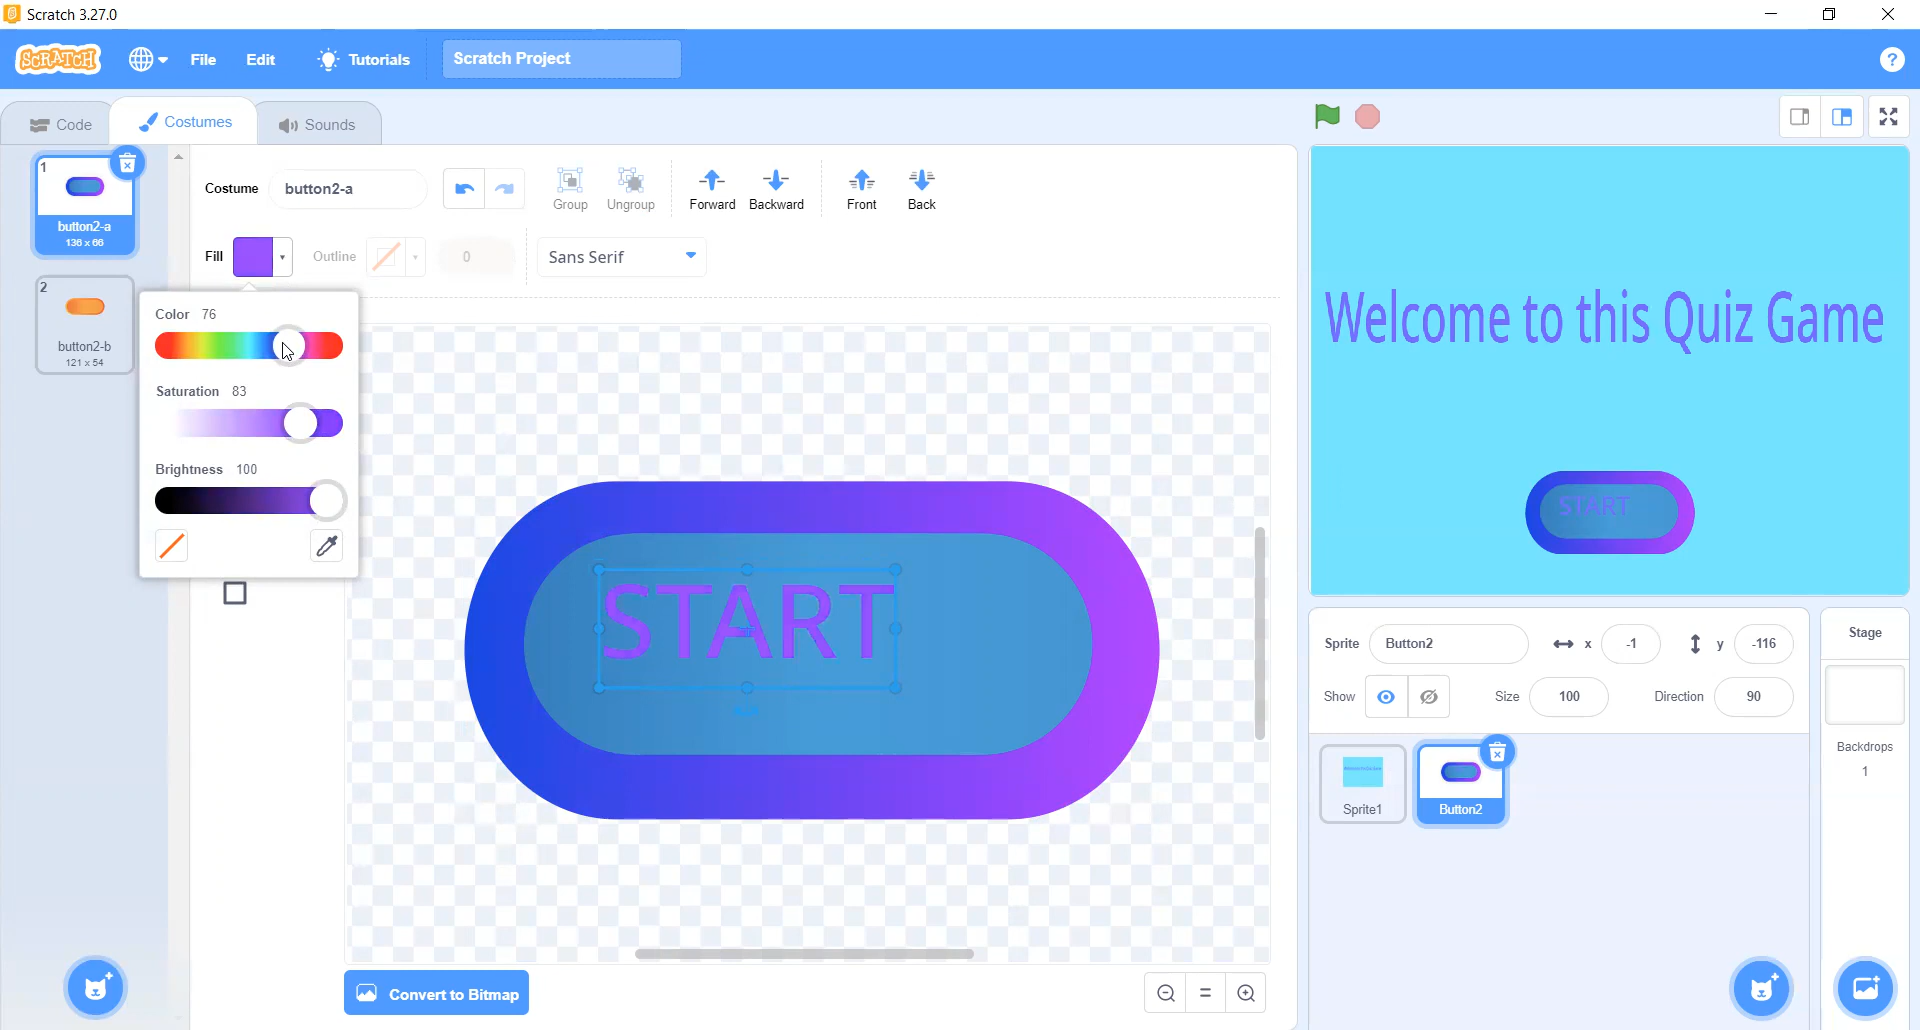 Scratch 3.27.0
SCRATCH File Edit Tutorials Scratch Project ?
Code Costumes Sounds
1
button2-a
136 x 66
2
button2-b
121 x 54
Costume button2-a Group Ungroup Forward Backward Front Back
Fill Outline 0 Sans Serif
Color 76
Saturation 83
Brightness 100
START
Convert to Bitmap
Welcome to this Quiz Game
START
Sprite Button2 x -1 y -116
Show Size 100 Direction 90
Sprite1
Button2
Stage
Backdrops
1